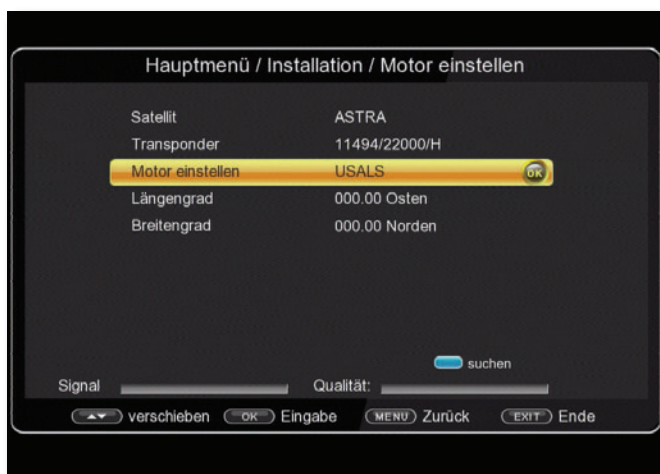 Hauptmenü / Installation / Motor einstellen
Satellit ASTRA
Transponder 11494/22000/H
Motor einstellen USALS OK
Längengrad 000.00 Osten
Breitengrad 000.00 Norden
suchen
Signal Qualität:
verschieben OK Eingabe MENU Zurück EXIT Ende